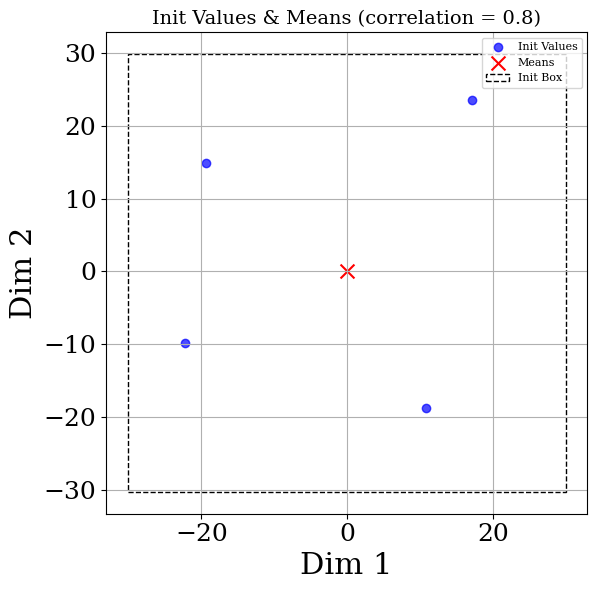 Init Values & Means (correlation = 0.8)
Init Values
Means
Init Box
Dim 2
30
20
10
0
−10
−20
−30
−20
0
20
Dim 1